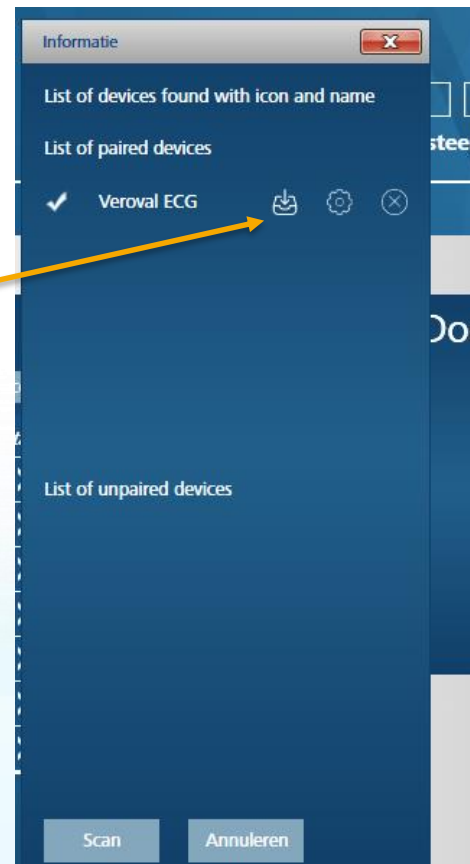 Informatie
List of devices found with icon and name
List of paired devices
Veroval ECG
List of unpaired devices
Scan
Annuleren